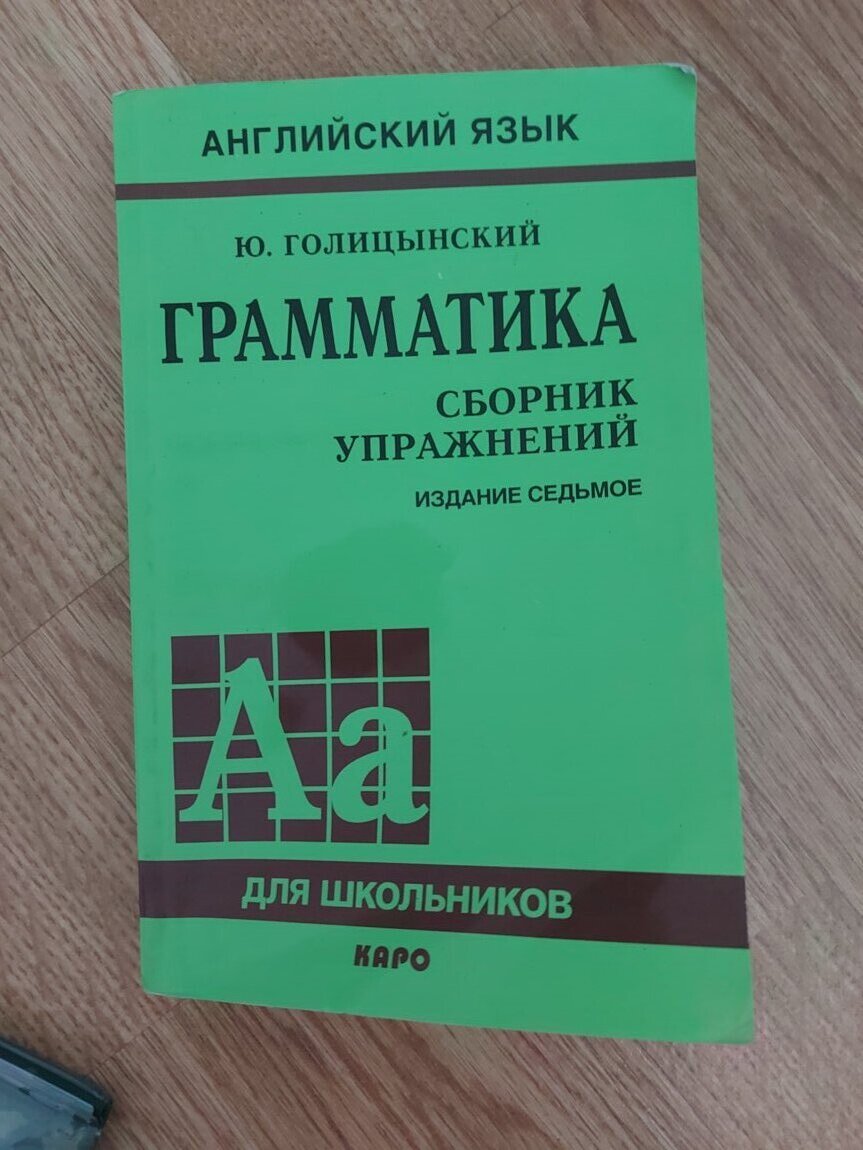 АНГЛИЙСКИЙ ЯЗЫК
Ю. ГОЛИЦЫНСКИЙ
ГРАММАТИКА
СБОРНИК
УПРАЖНЕНИЙ
ИЗДАНИЕ СЕДЬМОЕ
Aa
ДЛЯ ШКОЛЬНИКОВ
КАРО